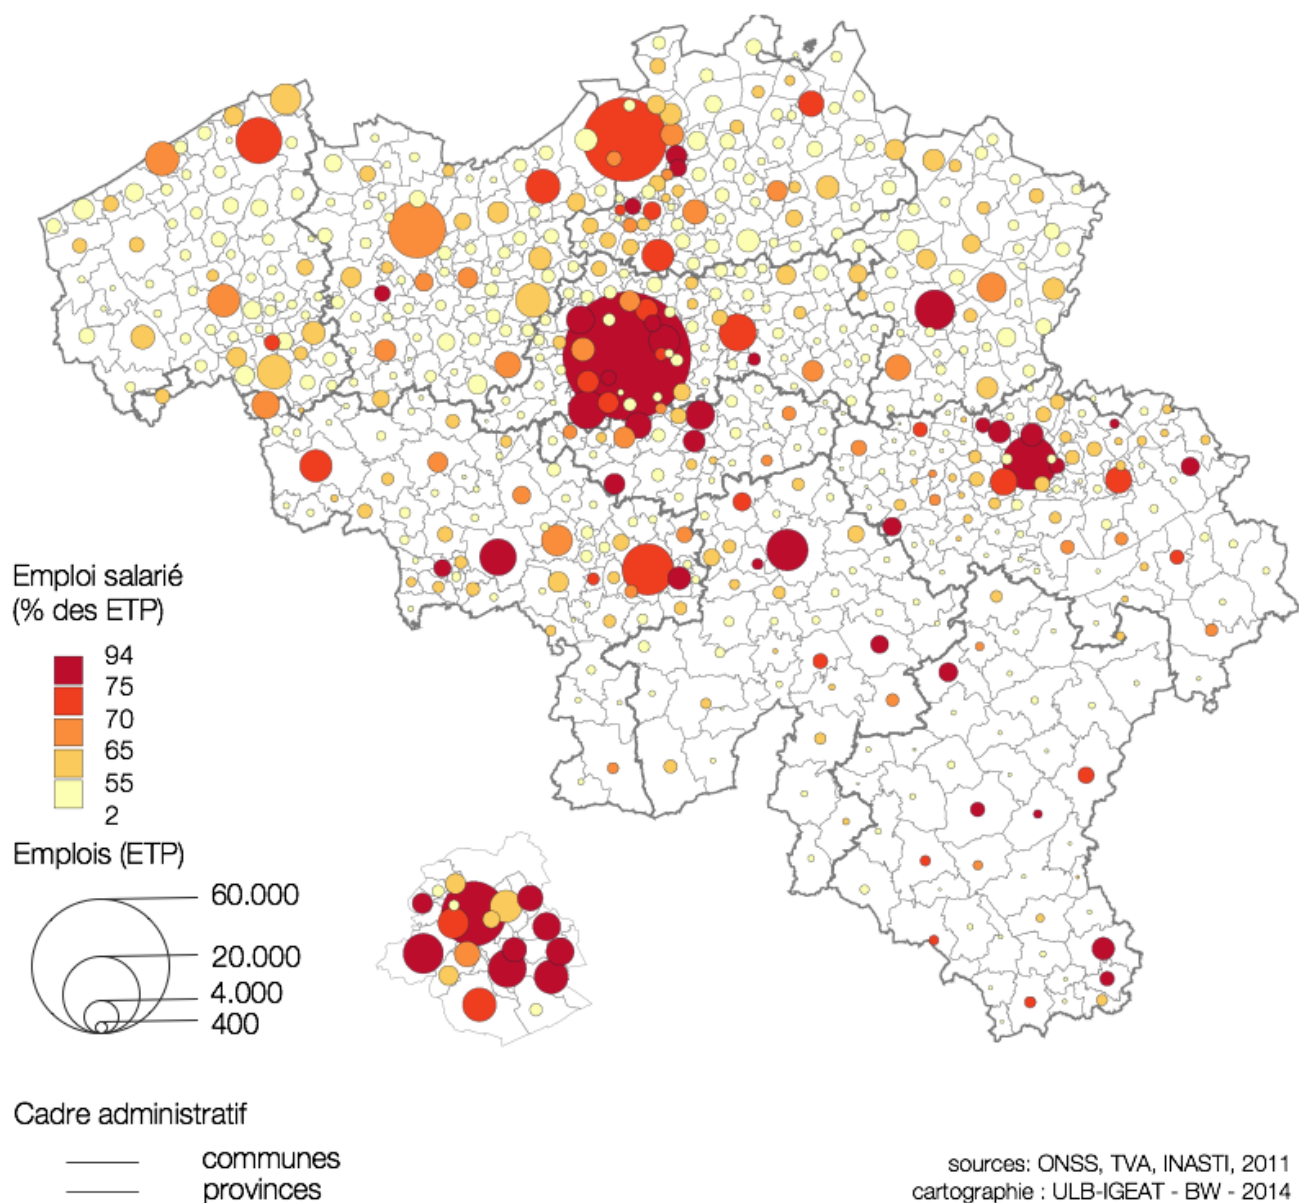 Emploi salarié
(% des ETP)
94
75
70
65
55
2
Emplois (ETP)
60.000
20.000
4.000
400
Cadre administratif
communes
provinces
sources: ONSS, TVA, INASTI, 2011
cartographie : ULB-IGEAT - BW - 2014